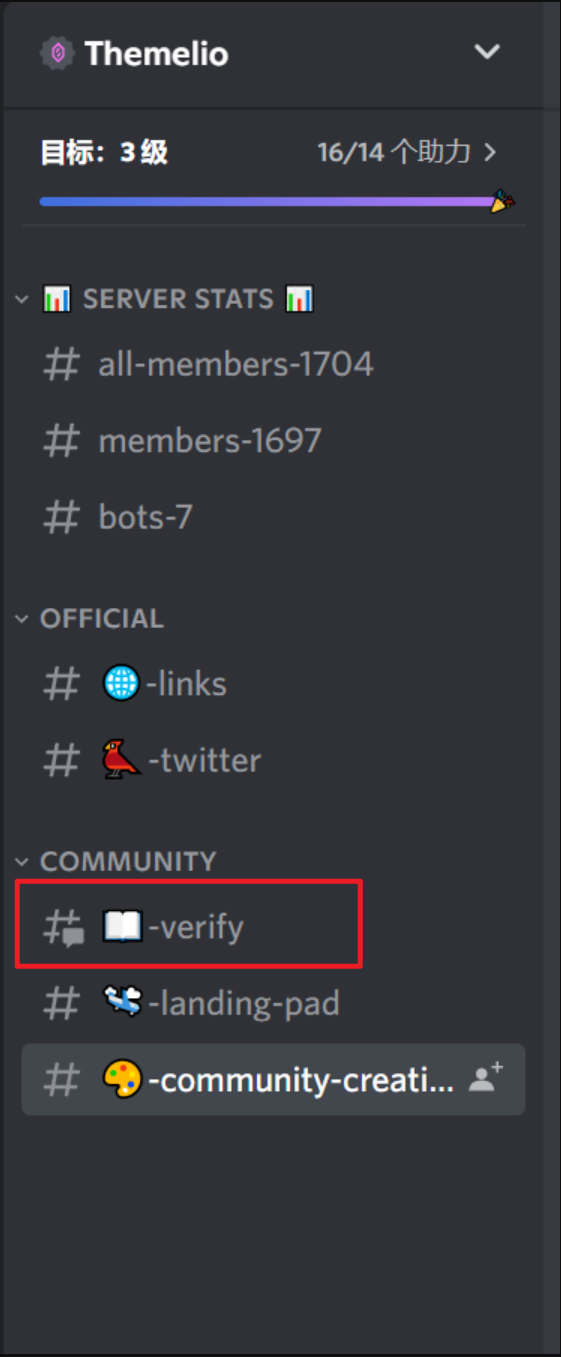 Themelio
目标：3 级 16/14 个助力
SERVER STATS
all-members-1704
members-1697
bots-7
OFFICIAL
-links
-twitter
COMMUNITY
-verify
-landing-pad
-community-creati...